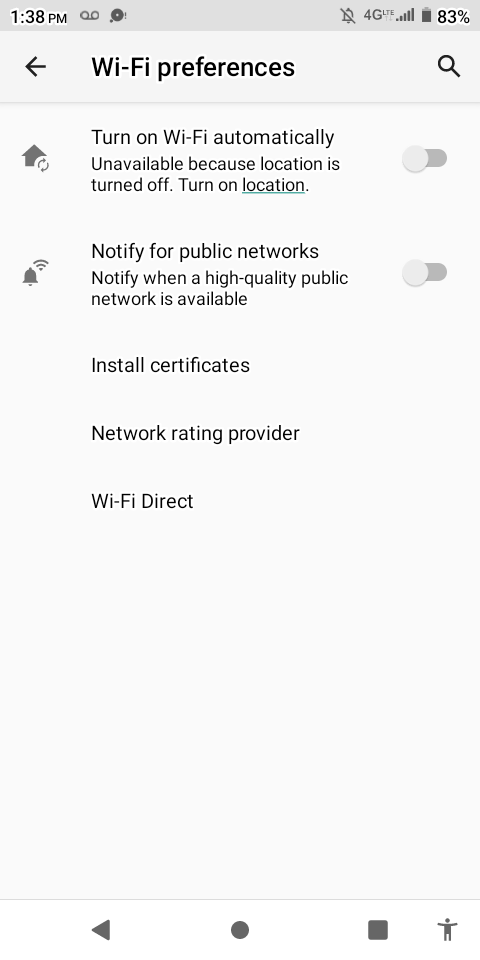 1:38 PM 4G LTE 83%
Wi-Fi preferences
Turn on Wi-Fi automatically
Unavailable because location is
turned off. Turn on location.
Notify for public networks
Notify when a high-quality public
network is available
Install certificates
Network rating provider
Wi-Fi Direct